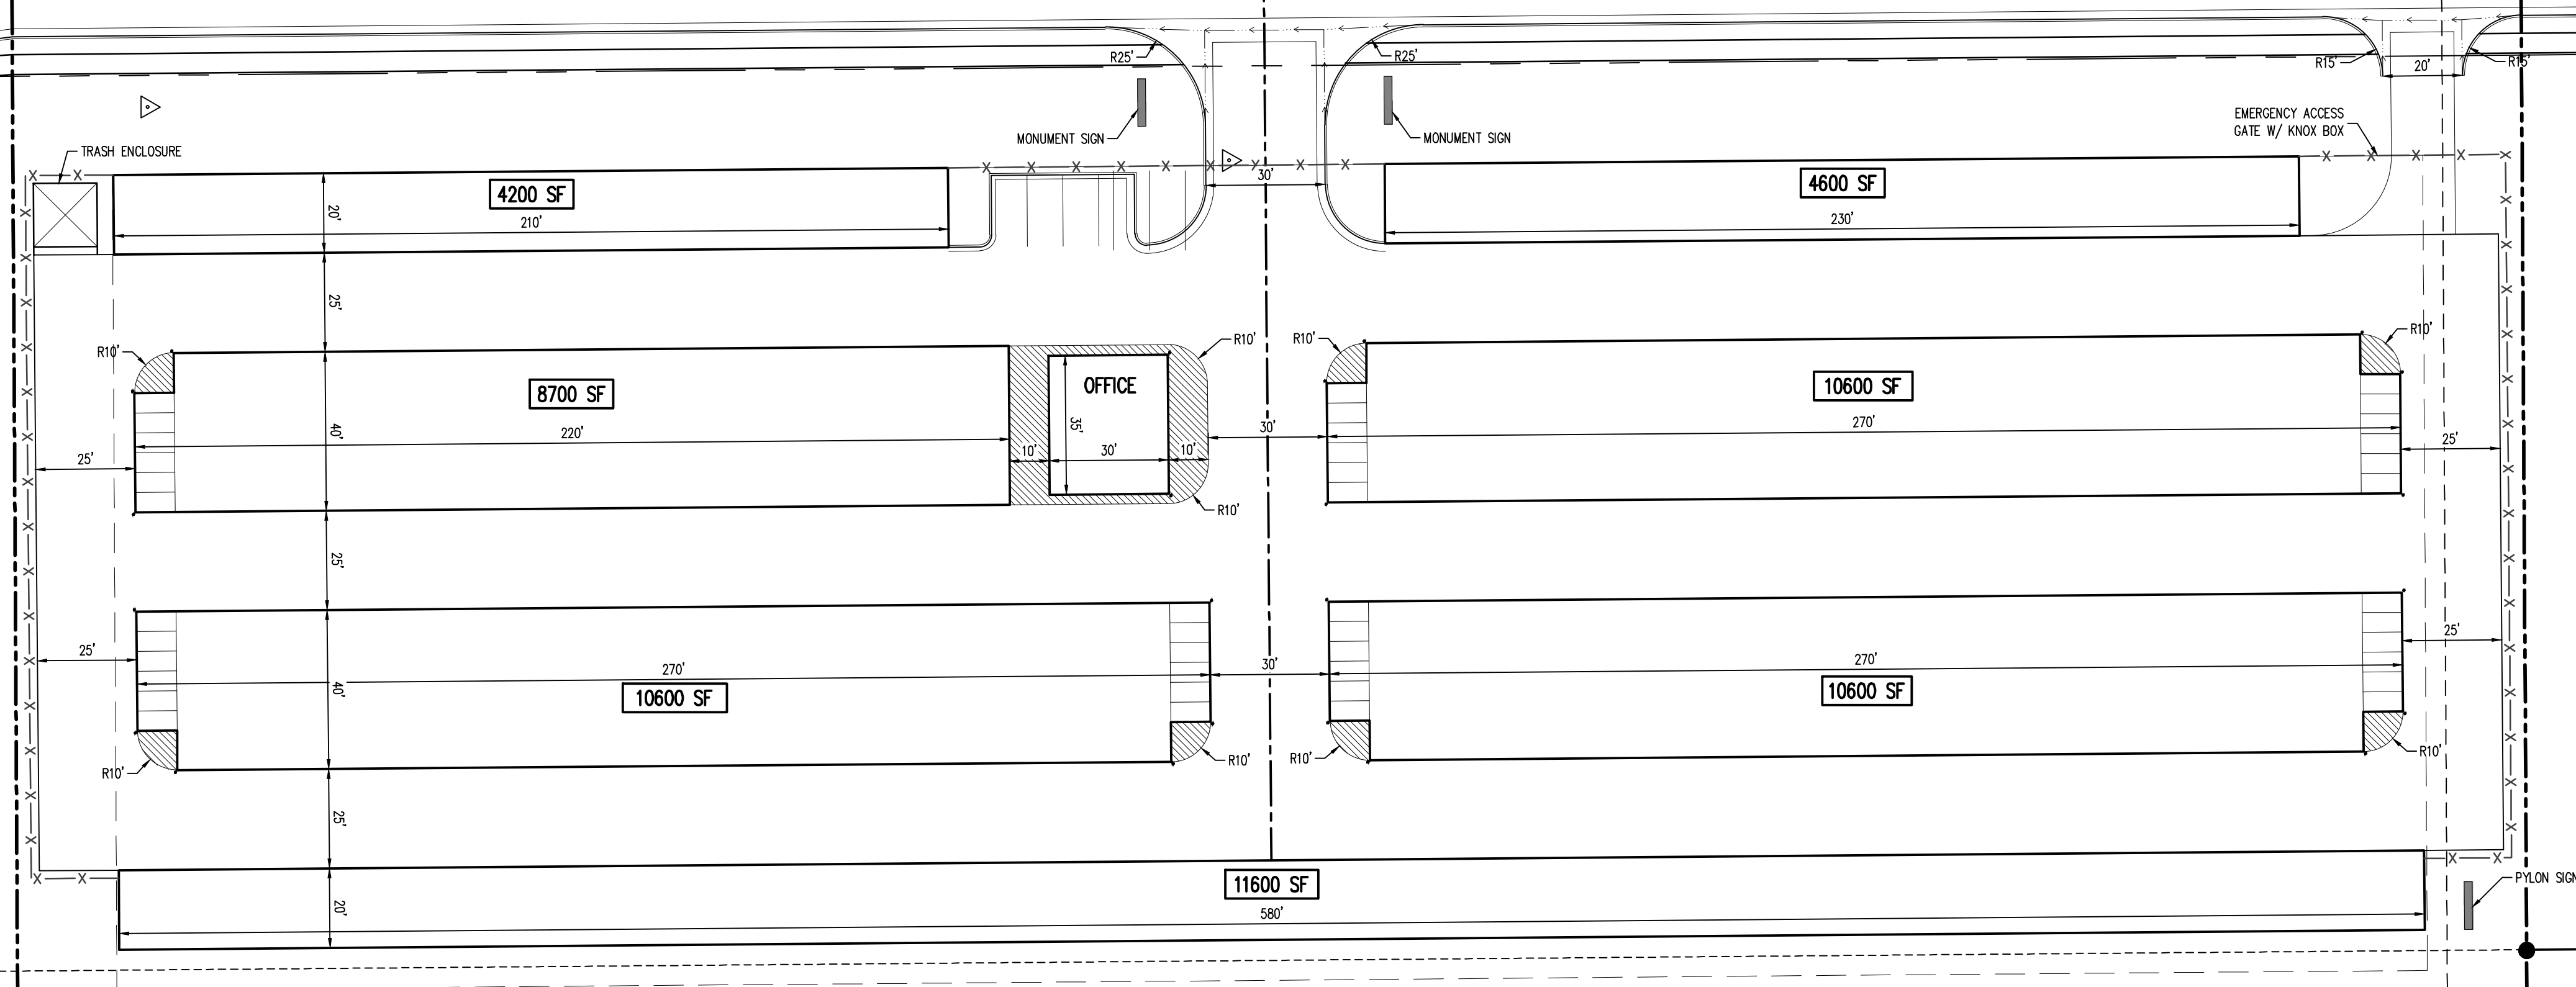 R25'
R25'
R15'
20'
R15'
MONUMENT SIGN
MONUMENT SIGN
EMERGENCY ACCESS
GATE W/ KNOX BOX
TRASH ENCLOSURE
4200 SF
210'
20'
30'
4600 SF
230'
25'
R10'
R10'
R10'
R10'
8700 SF
220'
40'
OFFICE
35'
10'
30'
10'
30'
10600 SF
270'
25'
25'
R10'
25'
25'
270'
10600 SF
40'
30'
270'
10600 SF
25'
R10'
R10'
R10'
R10'
25'
11600 SF
580'
20'
PYLON SIGN